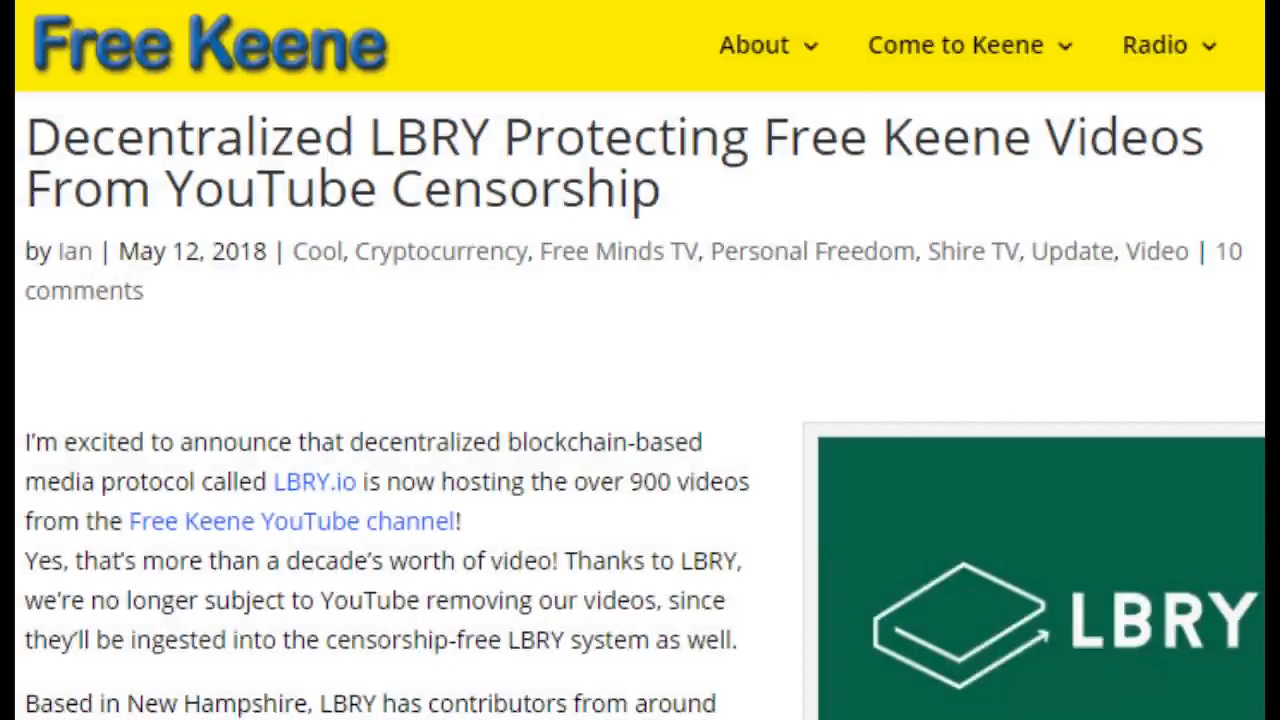 Free Keene
About Come to Keene Radio
Decentralized LBRY Protecting Free Keene Videos
From YouTube Censorship
by Ian | May 12, 2018 | Cool, Cryptocurrency, Free Minds TV, Personal Freedom, Shire TV, Update, Video | 10
comments
I'm excited to announce that decentralized blockchain-based
media protocol called LBRY.io is now hosting the over 900 videos
from the Free Keene YouTube channel!
Yes, that's more than a decade's worth of video! Thanks to LBRY,
we're no longer subject to YouTube removing our videos, since
they'll be ingested into the censorship-free LBRY system as well.
Based in New Hampshire, LBRY has contributors from around
LBRY